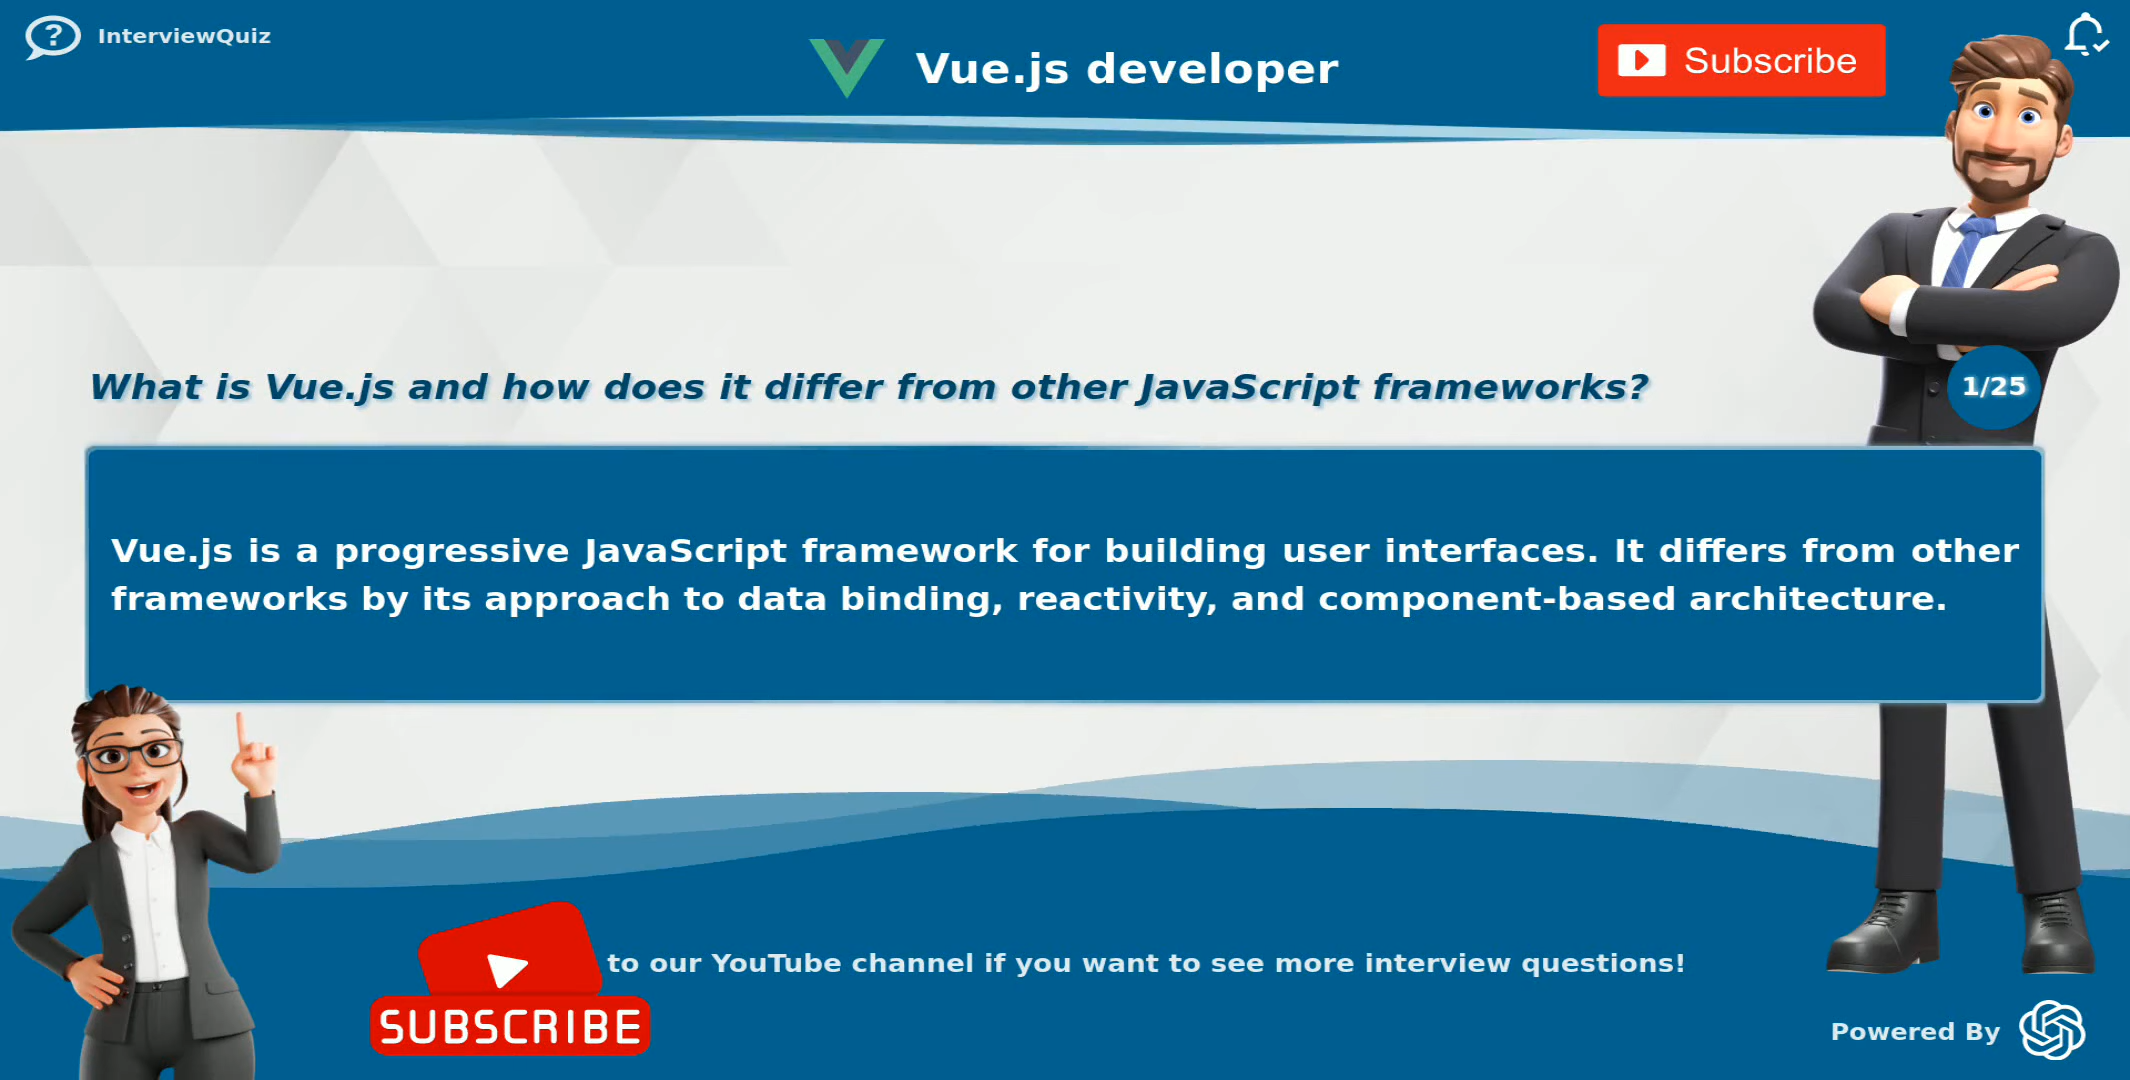 InterviewQuiz
Vue.js developer
Subscribe
What is Vue.js and how does it differ from other JavaScript frameworks?
1/25
Vue.js is a progressive JavaScript framework for building user interfaces. It differs from other
frameworks by its approach to data binding, reactivity, and component-based architecture.
to our YouTube channel if you want to see more interview questions!
SUBSCRIBE
Powered By